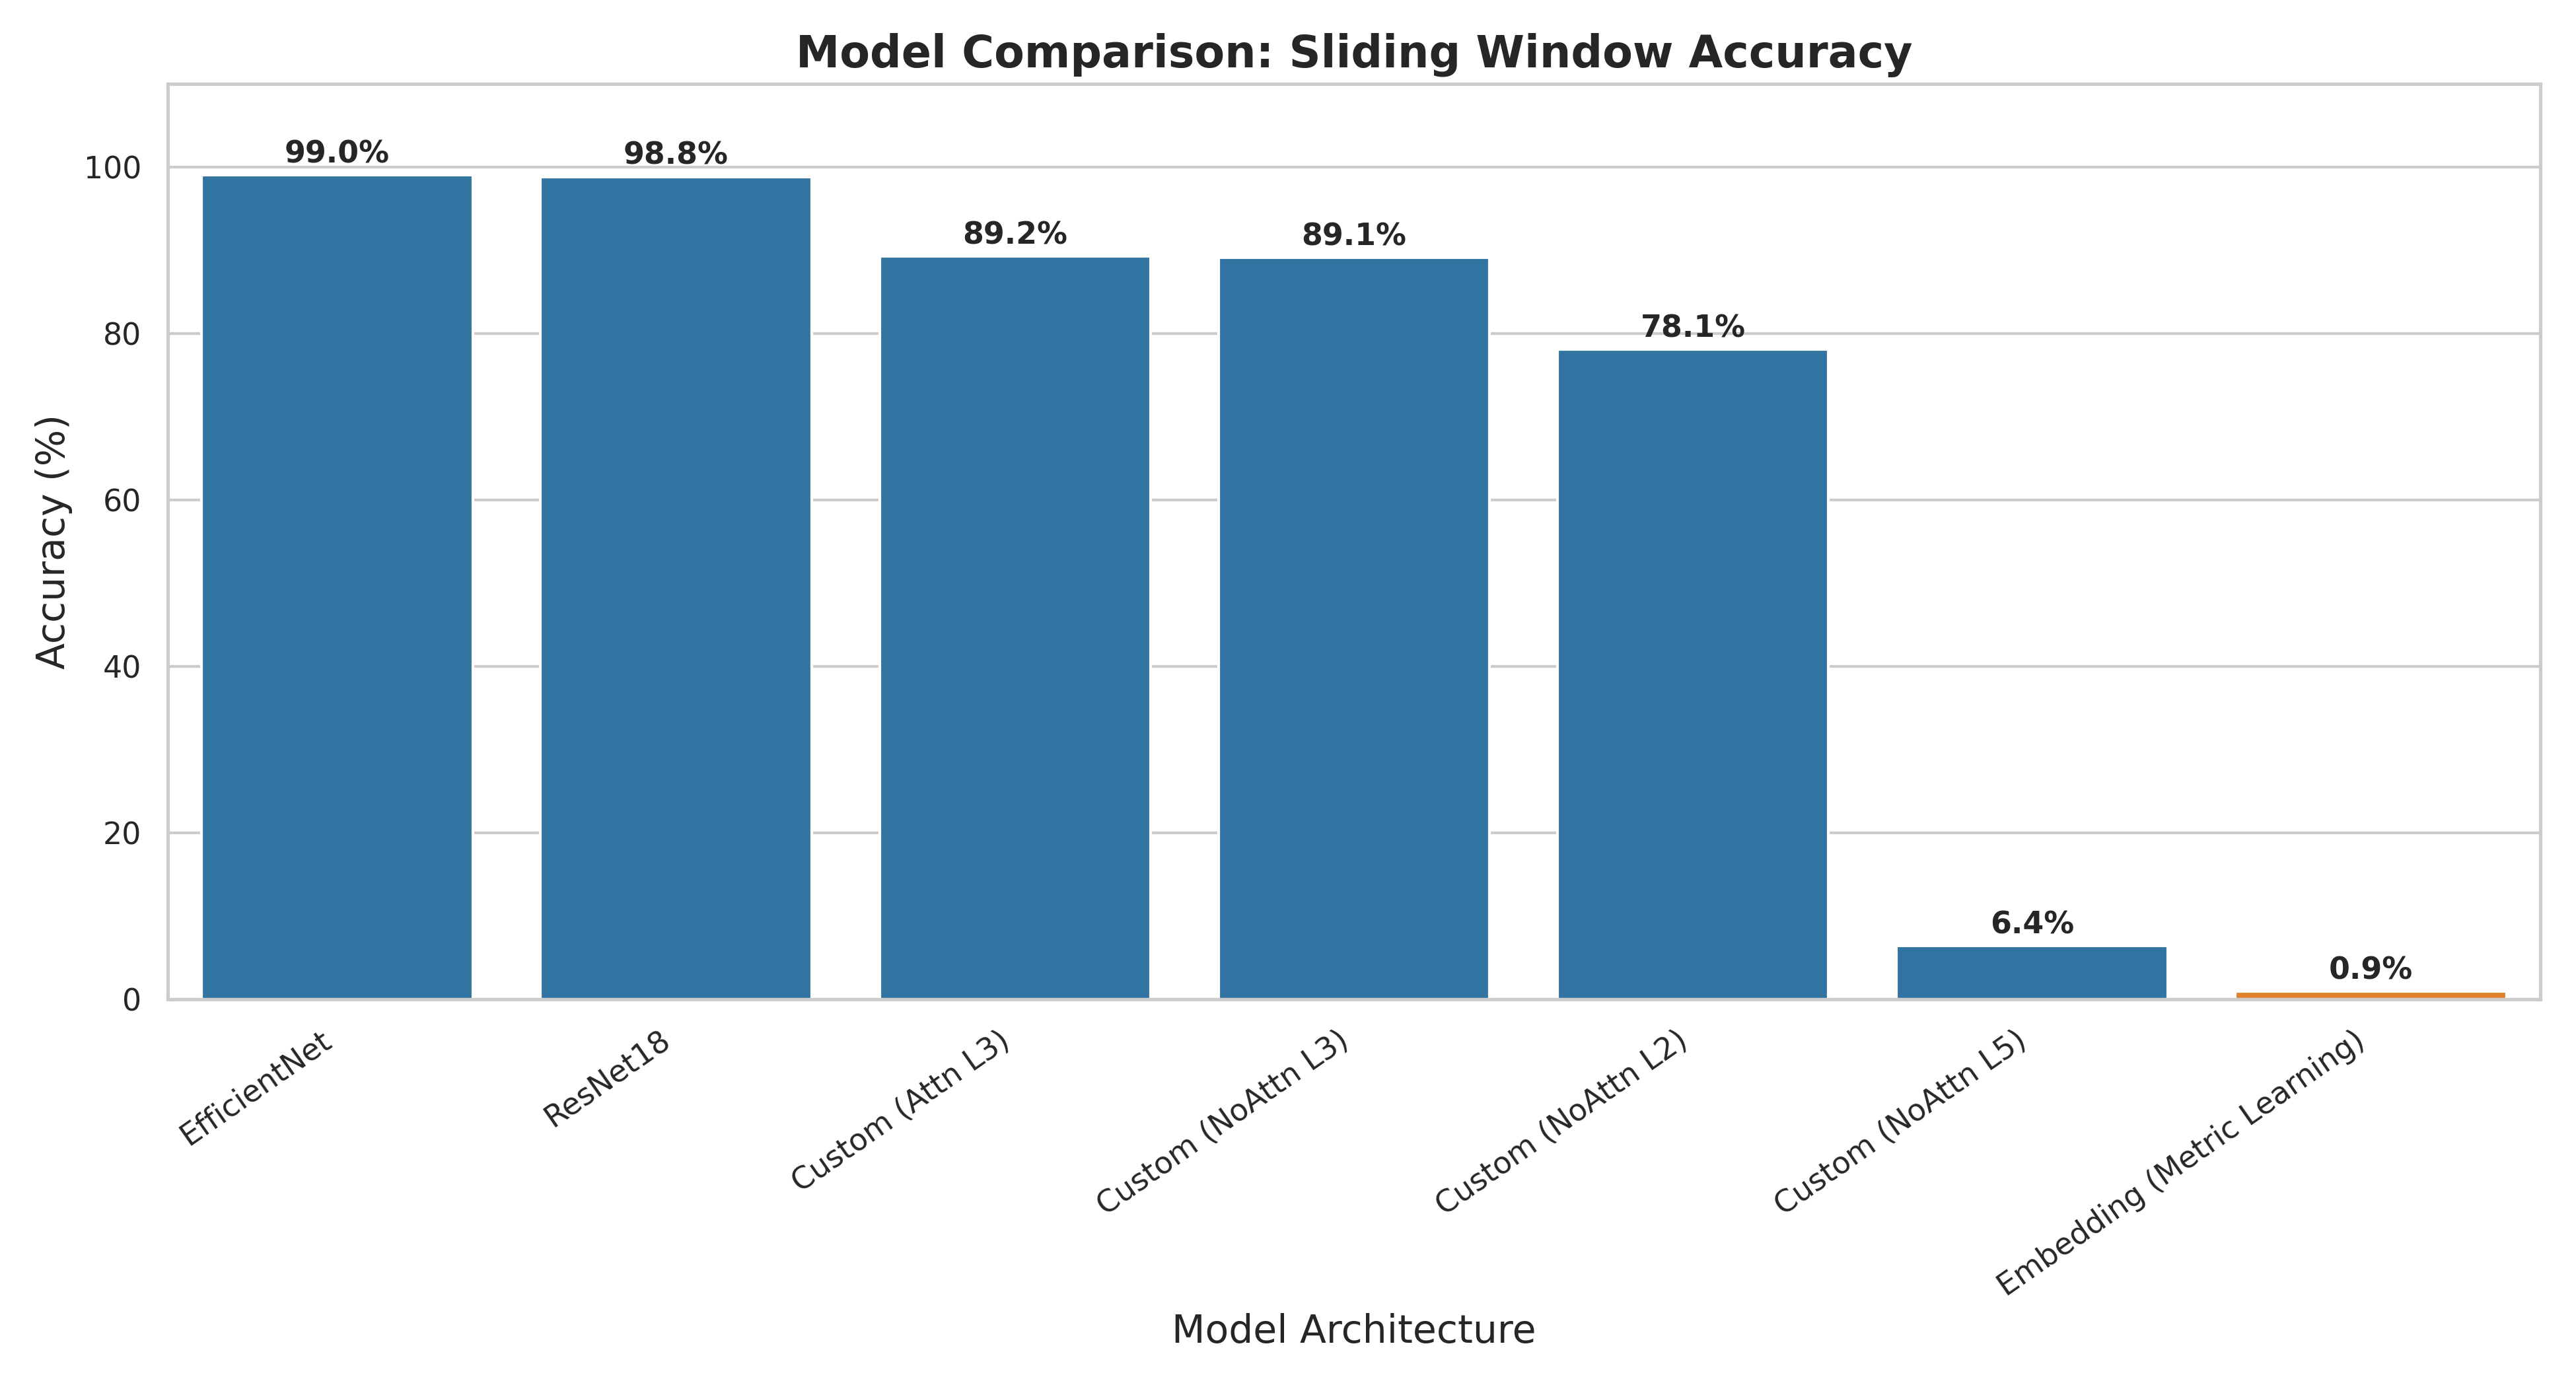 Model Comparison: Sliding Window Accuracy
99.0%
98.8%
89.2%
89.1%
78.1%
6.4%
0.9%
Accuracy (%)
100
80
60
40
20
0
EfficientNet
ResNet18
Custom (Attn L3)
Custom (NoAttn L3)
Custom (NoAttn L2)
Custom (NoAttn L5)
Embedding (Metric Learning)
Model Architecture